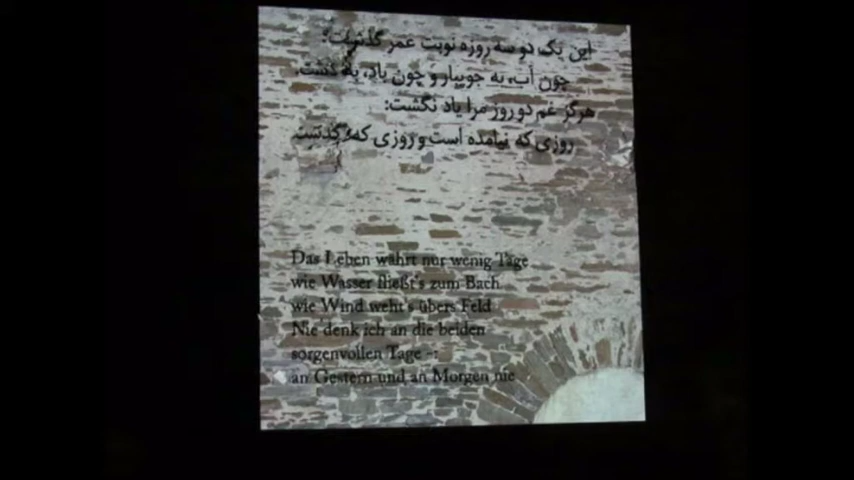 این یک دو سه روزه نوبت عمر گذشت؛
چون آب، به جویبار و چون باد، به گشت.
هرگز غم دو روز مرا یاد نگشت:
روزی که نیامده است و روزی که گذشت
Das Leben währt nur wenig Tage
wie Wasser fließt's zum Bach
wie Wind weht's übers Feld
Nie denk ich an die beiden
sorgenvollen Tage –:
an Gestern und an Morgen nie